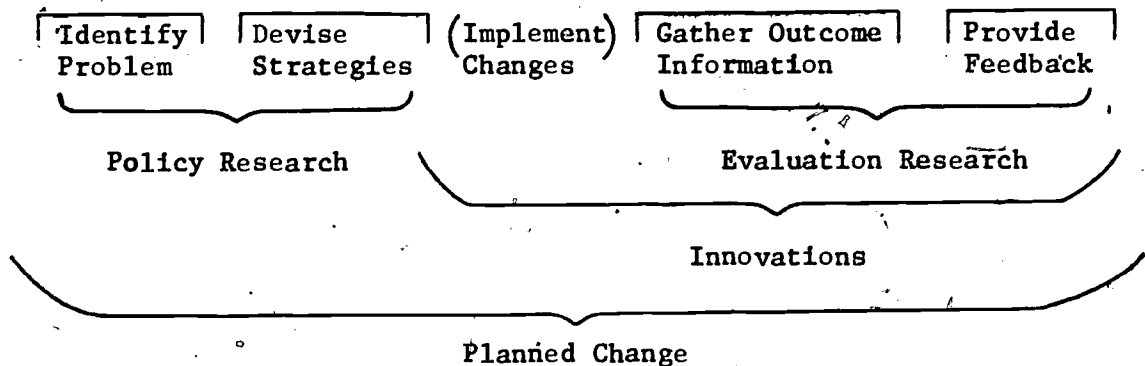 Identify Devise (Implement) Gather Outcome Provide
Problem Strategies Changes Information Feedback
Policy Research Evaluation Research
Innovations
Planned Change